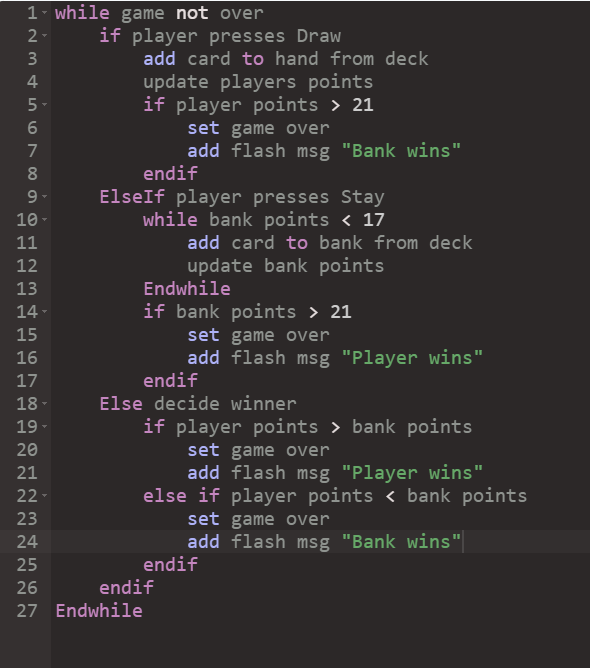 1 while game not over
2 if player presses Draw
3 add card to hand from deck
4 update players points
5 if player points > 21
6 set game over
7 add flash msg "Bank wins"
8 endif
9 ElseIf player presses Stay
10 while bank points < 17
11 add card to bank from deck
12 update bank points
13 Endwhile
14 if bank points > 21
15 set game over
16 add flash msg "Player wins"
17 endif
18 Else decide winner
19 if player points > bank points
20 set game over
21 add flash msg "Player wins"
22 else if player points < bank points
23 set game over
24 add flash msg "Bank wins"
25 endif
26 endif
27 Endwhile